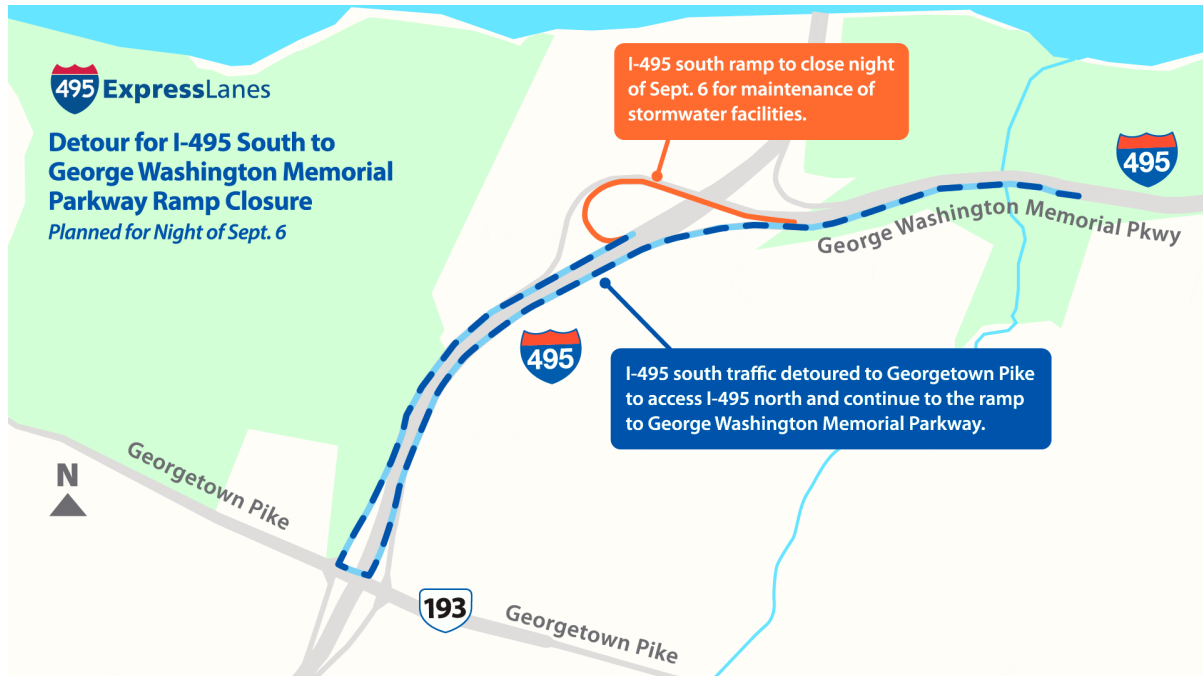 495 ExpressLanes
Detour for I-495 South to
George Washington Memorial
Parkway Ramp Closure
Planned for Night of Sept. 6
I-495 south ramp to close night
of Sept. 6 for maintenance of
stormwater facilities.
495
George Washington Memorial Pkwy
495
I-495 south traffic detoured to Georgetown Pike
to access I-495 north and continue to the ramp
to George Washington Memorial Parkway.
N
Georgetown Pike
193
Georgetown Pike